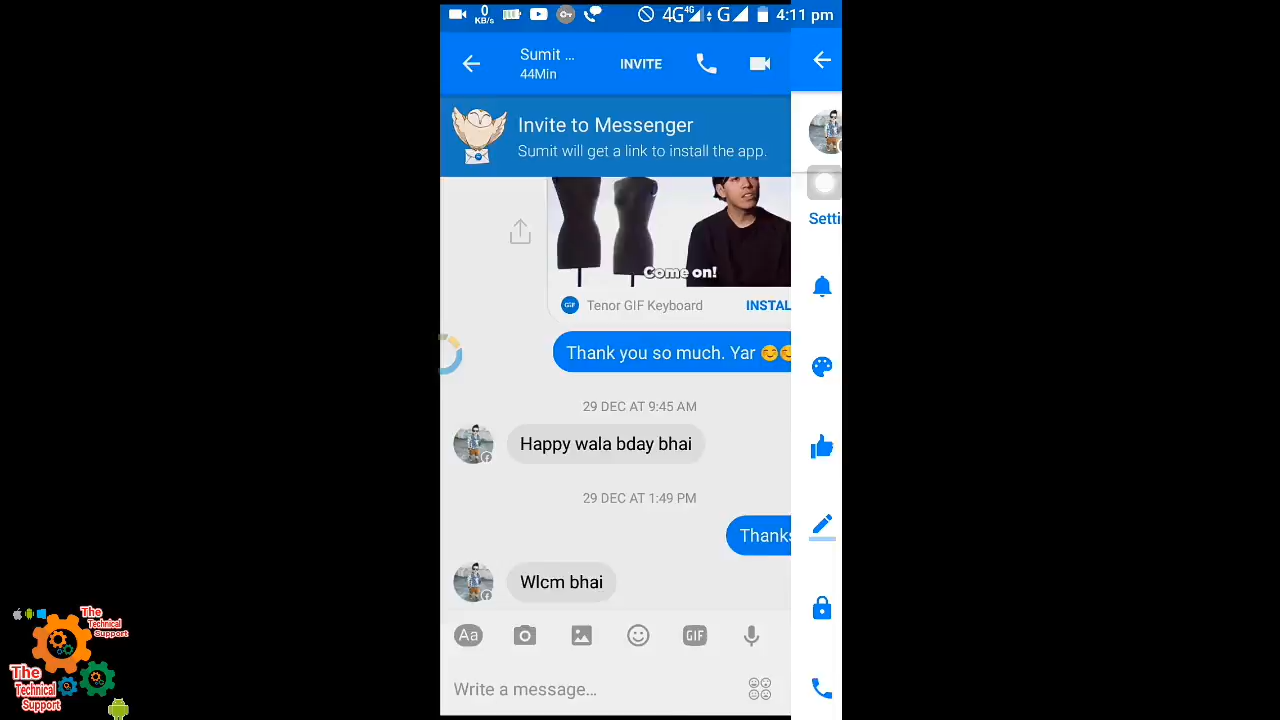 0
KB/s
4G 4G G 4:11 pm
Sumit ...
44Min
INVITE
Invite to Messenger
Sumit will get a link to install the app.
Setti
Come on!
GIF Tenor GIF Keyboard INSTAL
Thank you so much. Yar ☺️☺️
29 DEC AT 9:45 AM
Happy wala bday bhai
29 DEC AT 1:49 PM
Thanks
Wlcm bhai
Aa GIF
Write a message...
The
Technical
Support
The
Technical
Support